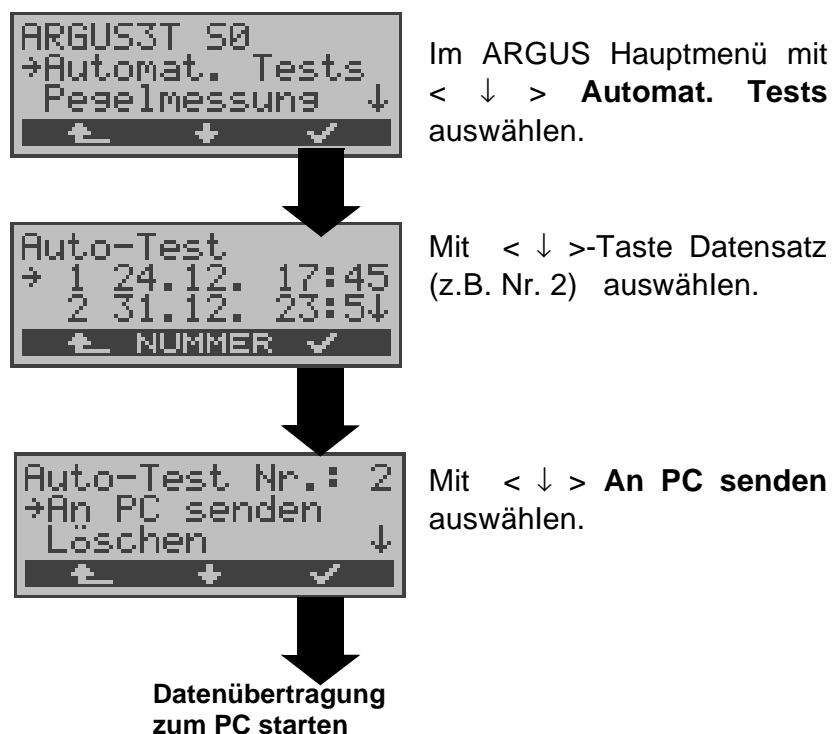 ARGUS3T S0
→Automat. Tests
Pegelmessung ↓
Im ARGUS Hauptmenü mit
< ↓ > Automat. Tests
auswählen.
Auto-Test
→ 1 24.12. 17:45
2 31.12. 23:5↓
NUMMER
Mit < ↓ >-Taste Datensatz
(z.B. Nr. 2) auswählen.
Auto-Test Nr.: 2
→An PC senden
Löschen ↓
Mit < ↓ > An PC senden
auswählen.
Datenübertragung
zum PC starten